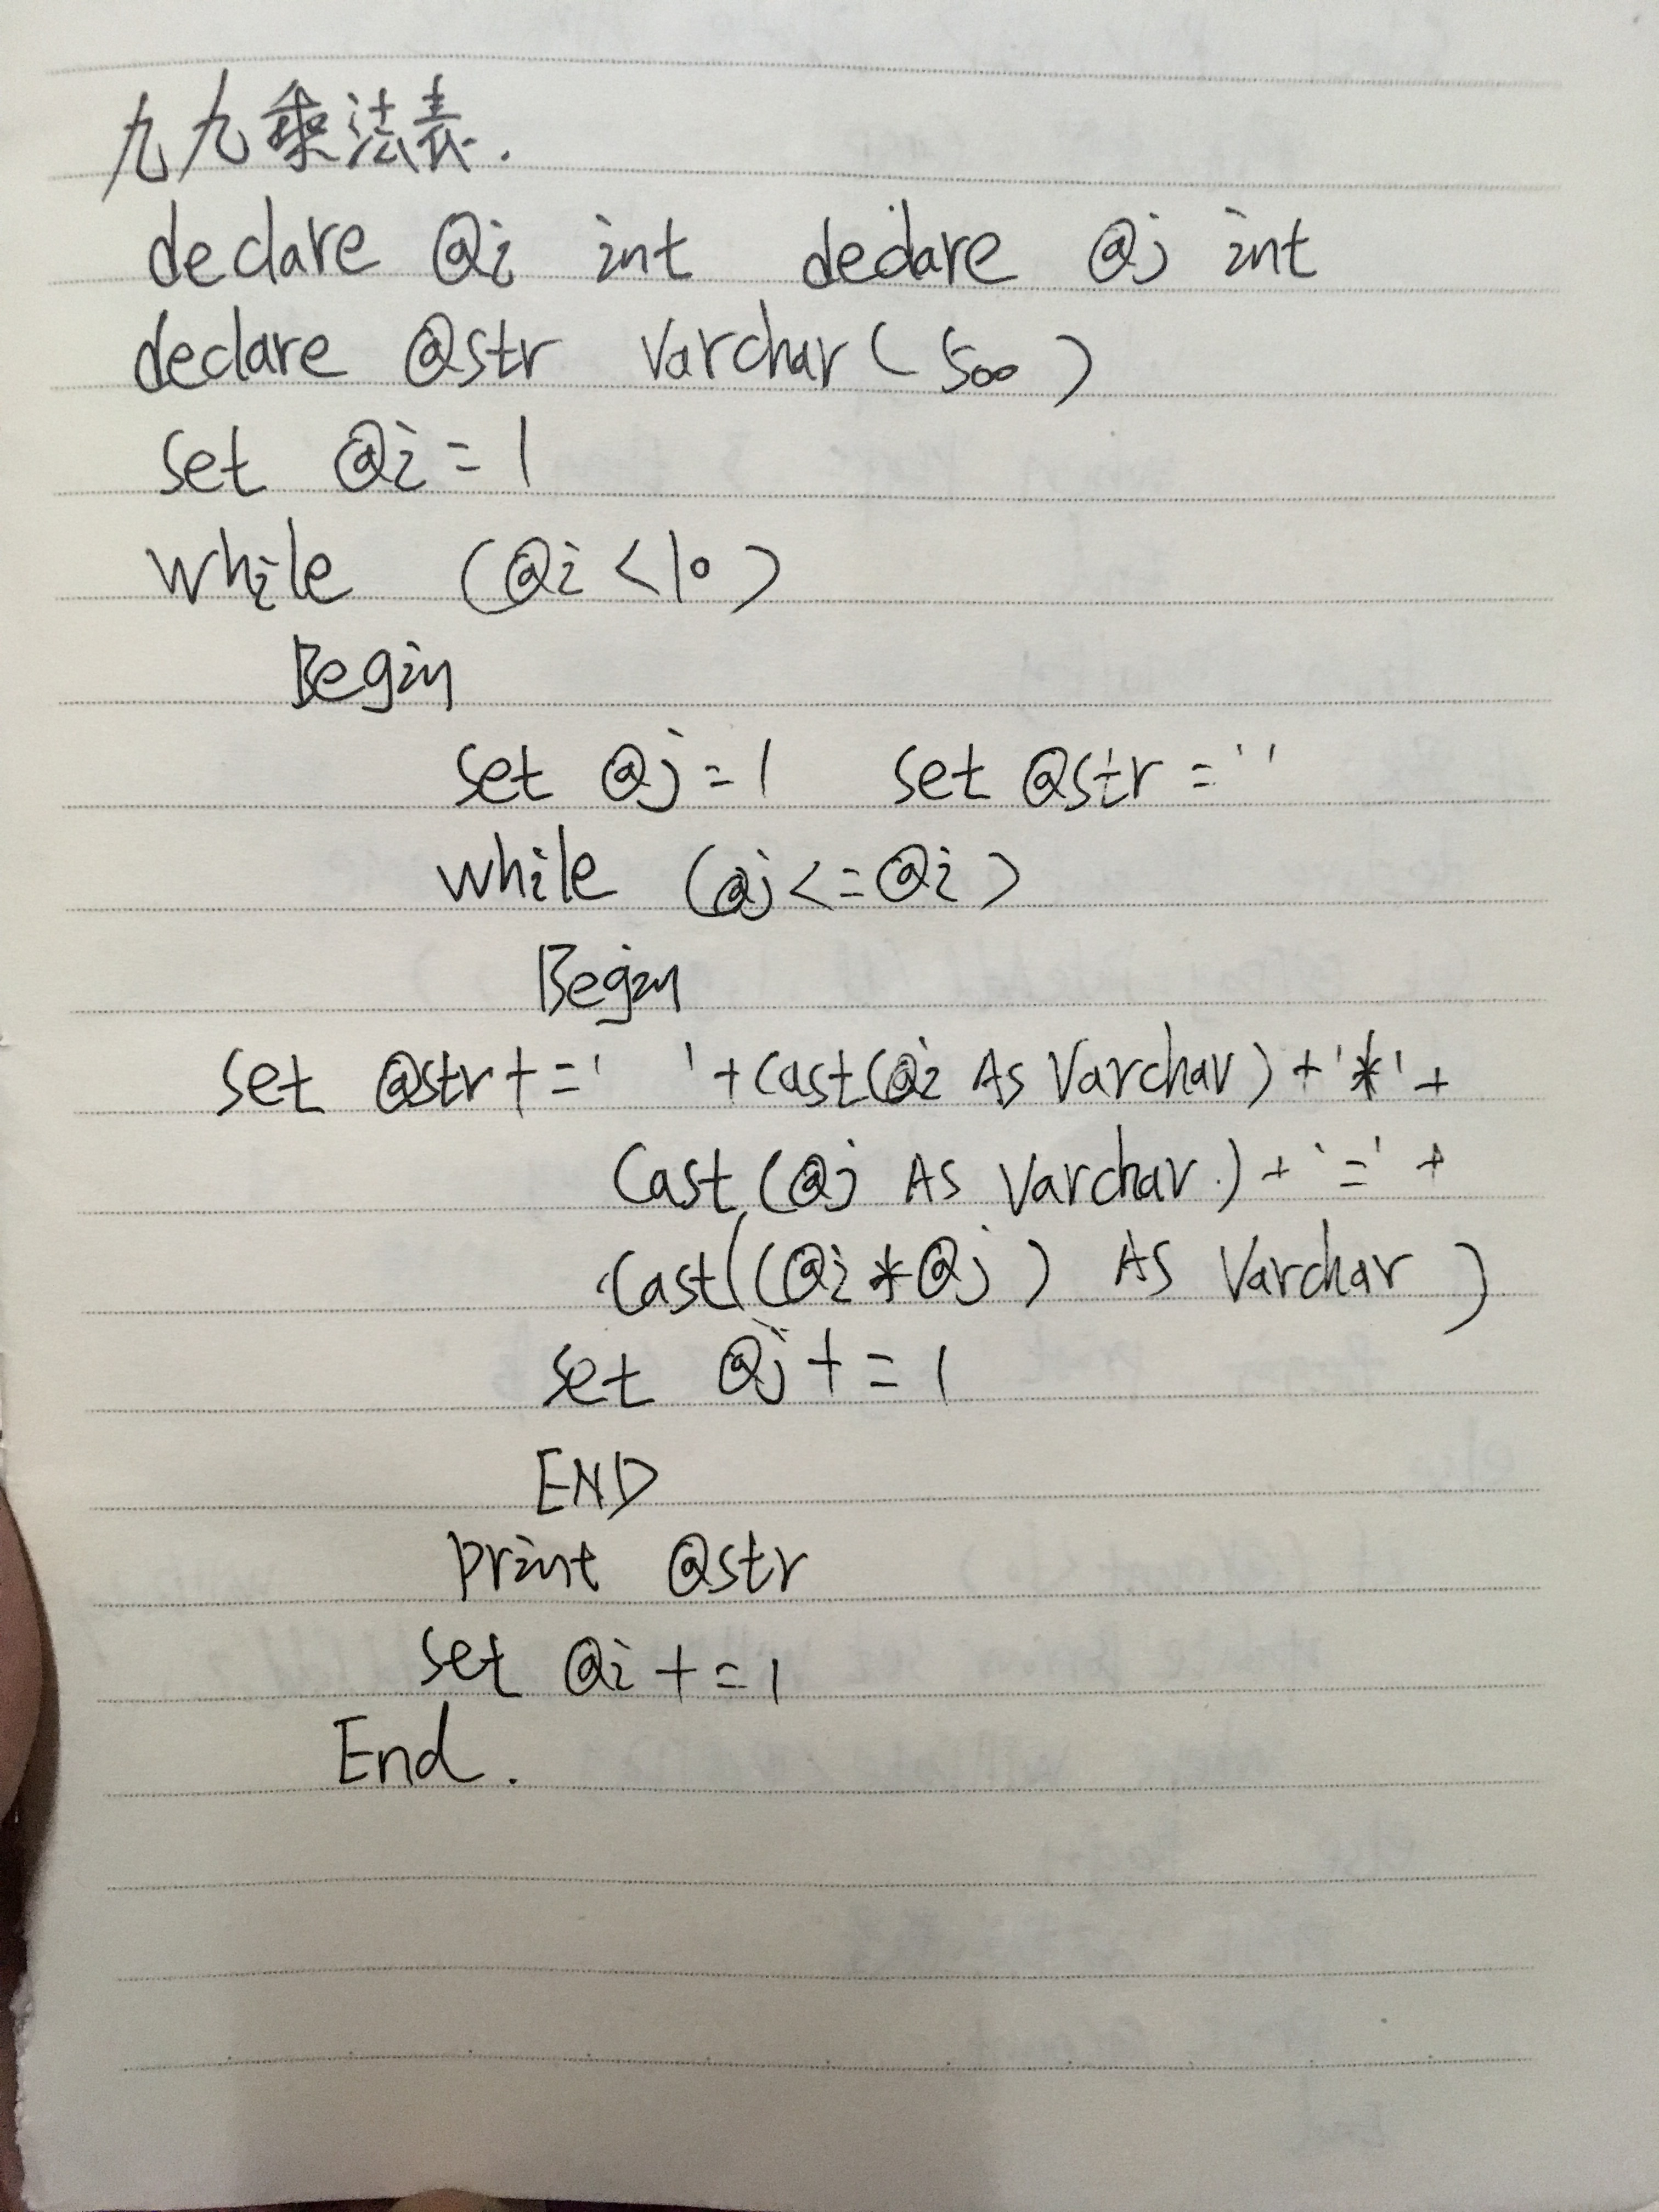 九九乘法表.
declare @i int declare @j int
declare @str varchar(500)
set @i=1
while (@i<10)
Begin
set @j=1 set @str=''
while (@j<=@i)
Begin
set @str+=' '+Cast(@i As Varchar)+'*'+
Cast(@j As Varchar)+'='+
Cast((@i*@j) As Varchar)
set @j+=1
END
print @str
set @i+=1
End.